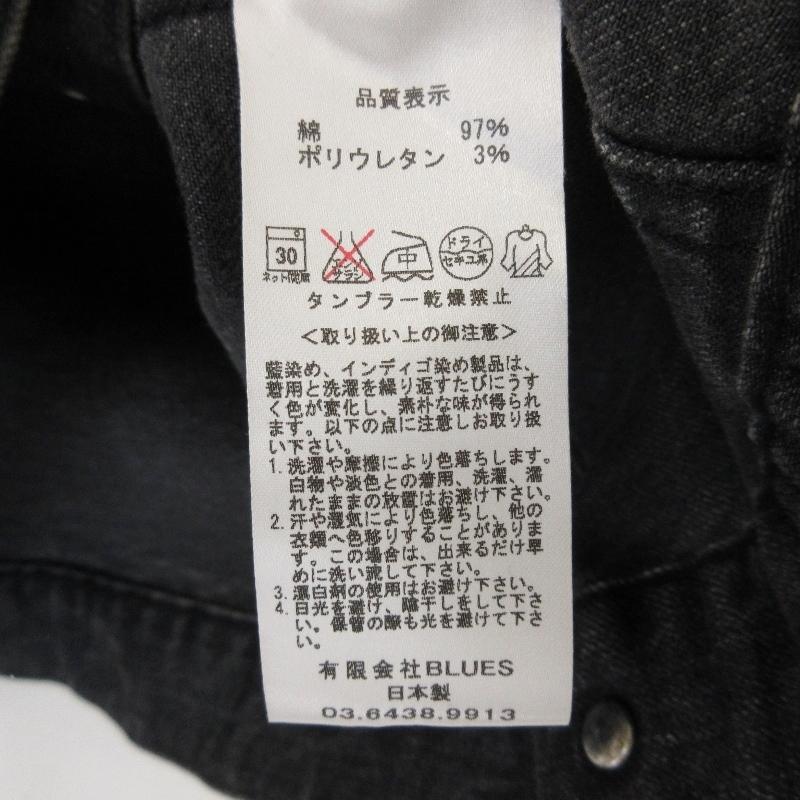 品質表示
綿 97%
ポリウレタン 3%
30
ネット使用
エンソ
サラシ
中
ドライ
セキユ系
タンブラー乾燥禁止
<取り扱い上の御注意>
藍染め、インディゴ染め製品は、
着用と洗濯を繰り返すたびにうす
く色が変化し、素朴な味が得られ
ます。以下の点に注意しお取り扱
い下さい。
1. 洗濯や摩擦により色落ちします。
白物や淡色との着用、洗濯、濡
れたままの放置はお避け下さい。
2. 汗や湿気により色落ちし、他の
衣類へ色移りすることがありま
す。この場合は、出来るだけ早
めに洗い流して下さい。
3. 漂白剤の使用はお避け下さい。
4. 日光を避け、陰干しをして下さ
い。保管の際も光を避けて下さ
い。
有限会社BLUES
日本製
03.6438.9913